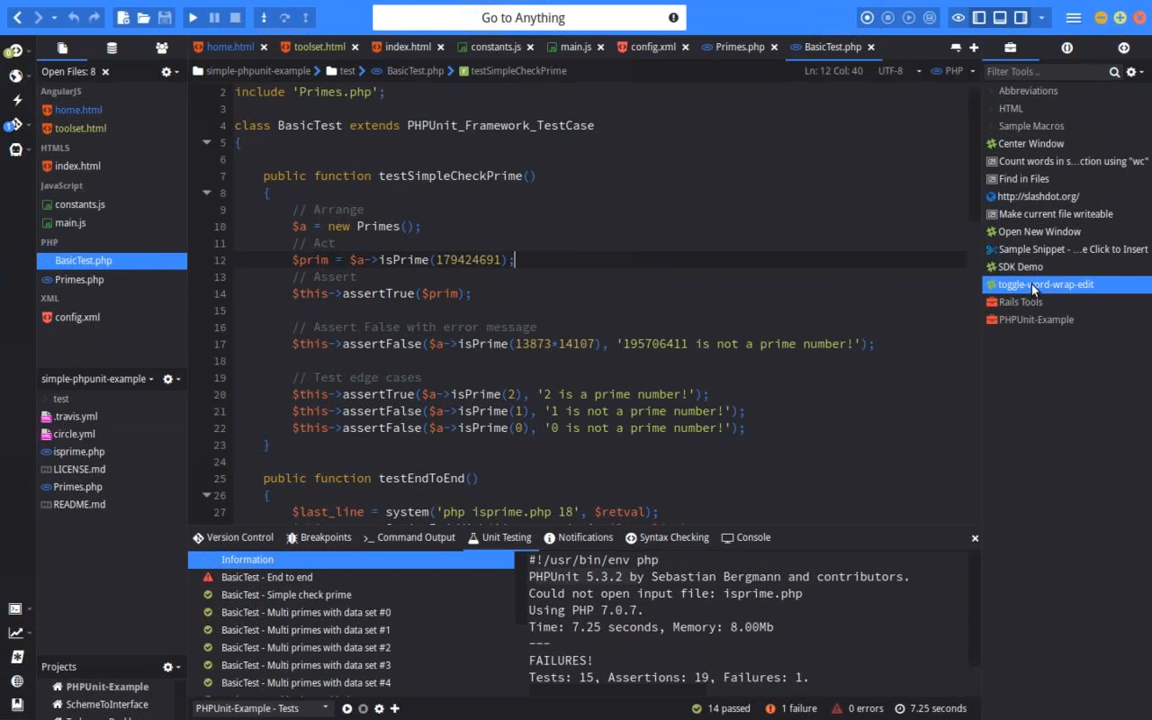 Go to Anything
home.html
toolset.html
index.html
constants.js
main.js
config.xml
Primes.php
BasicTest.php
Open Files: 8
AngularJS
home.html
toolset.html
HTML5
index.html
JavaScript
constants.js
main.js
PHP
BasicTest.php
Primes.php
XML
config.xml
simple-phpunit-example
test
.travis.yml
circle.yml
isprime.php
LICENSE.md
Primes.php
README.md
Projects
PHPUnit-Example
SchemeToInterface
simple-phpunit-example
test
BasicTest.php
testSimpleCheckPrime
Ln: 12 Col: 40
UTF-8
PHP
2 include 'Primes.php';
3
4 class BasicTest extends PHPUnit_Framework_TestCase
5 {
6
7 public function testSimpleCheckPrime()
8 {
9 // Arrange
10 $a = new Primes();
11 // Act
12 $prim = $a->isPrime(179424691);
13 // Assert
14 $this->assertTrue($prim);
15
16 // Assert False with error message
17 $this->assertFalse($a->isPrime(13873*14107), '195706411 is not a prime number!');
18
19 // Test edge cases
20 $this->assertTrue($a->isPrime(2), '2 is a prime number!');
21 $this->assertFalse($a->isPrime(1), '1 is not a prime number!');
22 $this->assertFalse($a->isPrime(0), '0 is not a prime number!');
23 }
24
25 public function testEndToEnd()
26 {
27 $last_line = system('php isprime.php 18', $retval);
Filter Tools ..
Abbreviations
HTML
Sample Macros
Center Window
Count words in s...ction using "wc"
Find in Files
http://slashdot.org/
Make current file writeable
Open New Window
Sample Snippet - ...e Click to Insert
SDK Demo
toggle-word-wrap-edit
Rails Tools
PHPUnit-Example
Version Control
Breakpoints
Command Output
Unit Testing
Notifications
Syntax Checking
Console
Information
BasicTest - End to end
BasicTest - Simple check prime
BasicTest - Multi primes with data set #0
BasicTest - Multi primes with data set #1
BasicTest - Multi primes with data set #2
BasicTest - Multi primes with data set #3
BasicTest - Multi primes with data set #4
#!/usr/bin/env php
PHPUnit 5.3.2 by Sebastian Bergmann and contributors.
Could not open input file: isprime.php
Using PHP 7.0.7.
Time: 7.25 seconds, Memory: 8.00Mb
---
FAILURES!
Tests: 15, Assertions: 19, Failures: 1.
PHPUnit-Example - Tests
14 passed
1 failure
0 errors
7.25 seconds